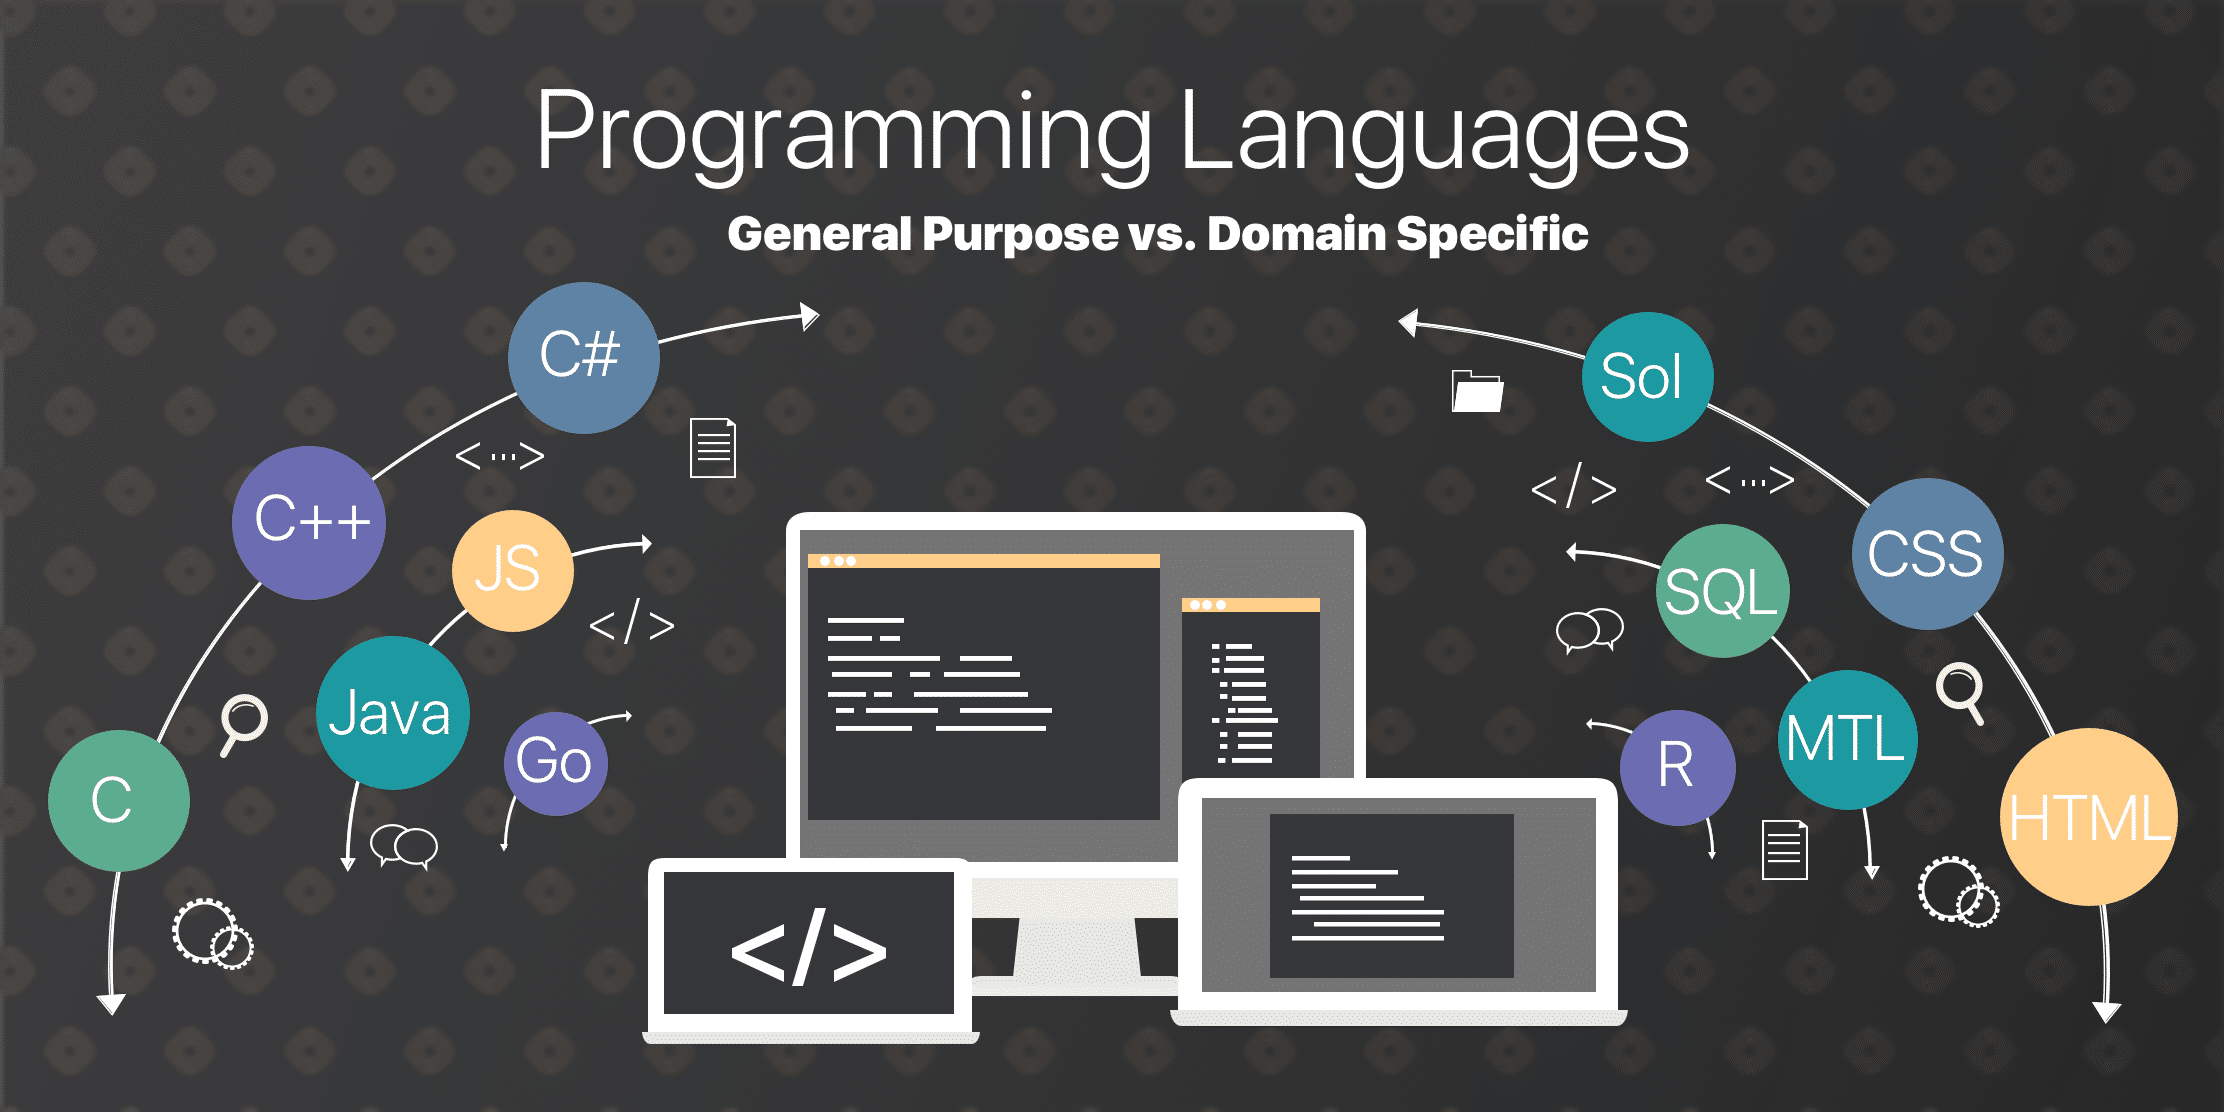 Programming Languages
General Purpose vs. Domain Specific
C#
C++
JS
Java
Go
C
Sol
CSS
SQL
MTL
R
HTML
<...>
</>
</>
<...>
</>